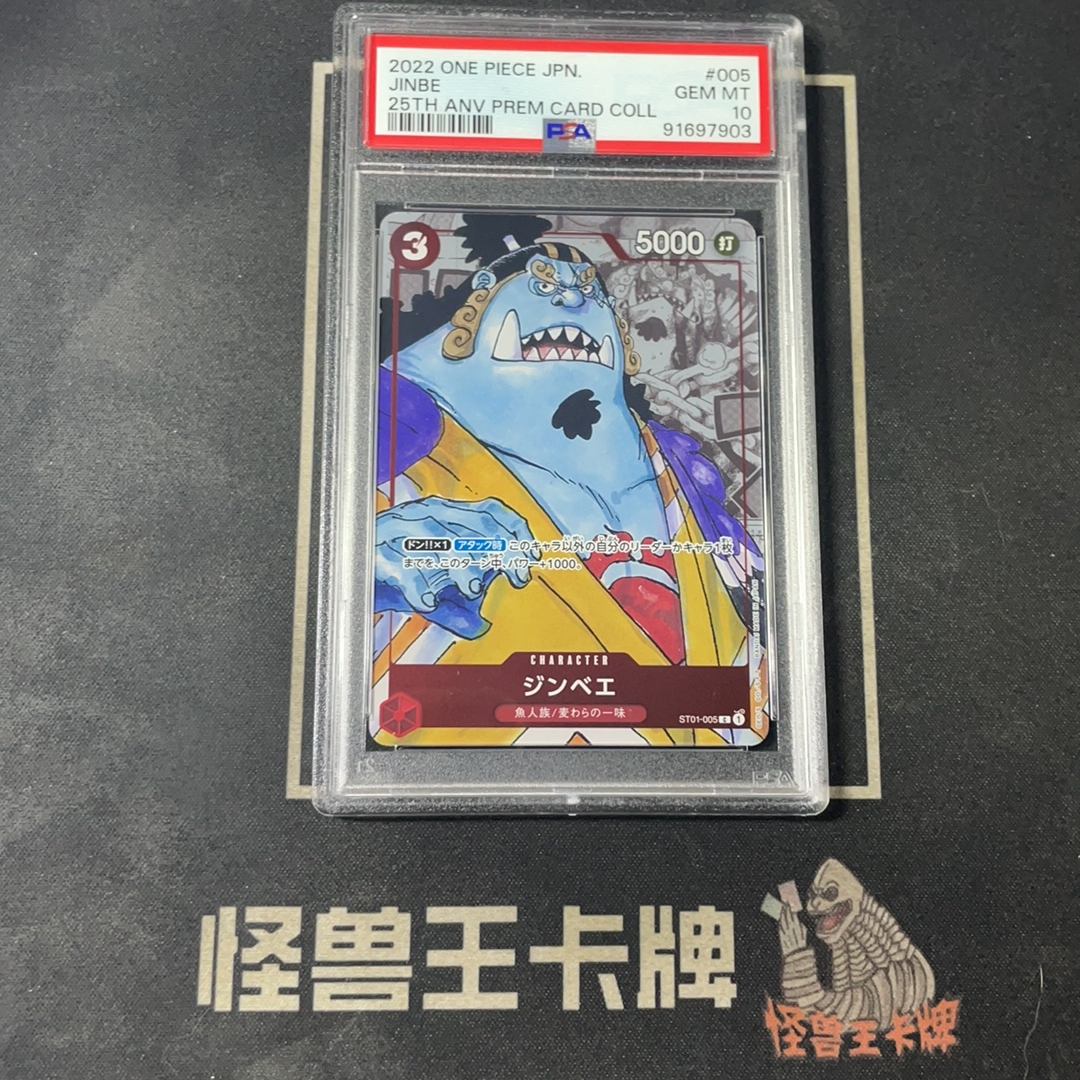 2022 ONE PIECE JPN.
#005
JINBE
GEM MT
25TH ANV PREM CARD COLL
10
PSA
91697903
3
5000 打
ドン!!×1 アタック時 このキャラ以外の自分のリーダーかキャラ1枚
までを、このターン中、パワー+1000。
CHARACTER
ジンベエ
魚人族/麦わらの一味
ST01-005 C 1
怪兽王卡牌
怪兽王卡牌